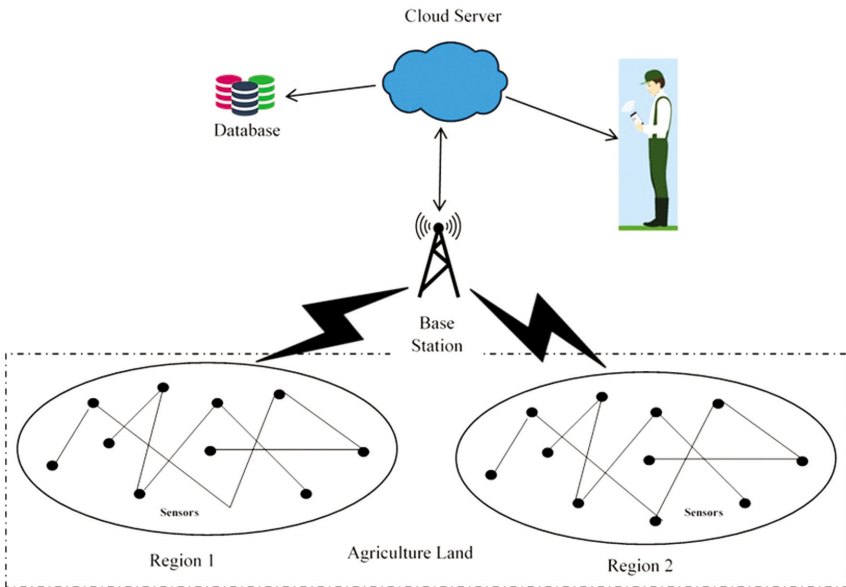 Cloud Server
Database
Base
Station
Sensors
Sensors
Region 1
Agriculture Land
Region 2